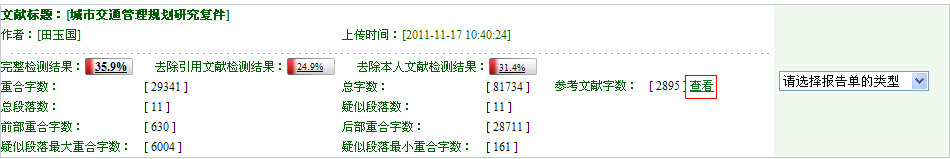 文献标题：[城市交通管理规划研究复件]
作者：[田玉国] 上传时间：[2011-11-17 10:40:24]
完整检测结果：35.9% 去除引用文献检测结果：24.9% 去除本人文献检测结果：31.4%
重合字数： [ 29341 ] 总字数： [ 81734 ] 参考文献字数： [ 2895 ] 查看
请选择报告单的类型
总段落数： [ 11 ] 疑似段落数： [ 11 ]
前部重合字数： [ 630 ] 后部重合字数： [ 28711 ]
疑似段落最大重合字数： [ 6004 ] 疑似段落最小重合字数： [ 161 ]